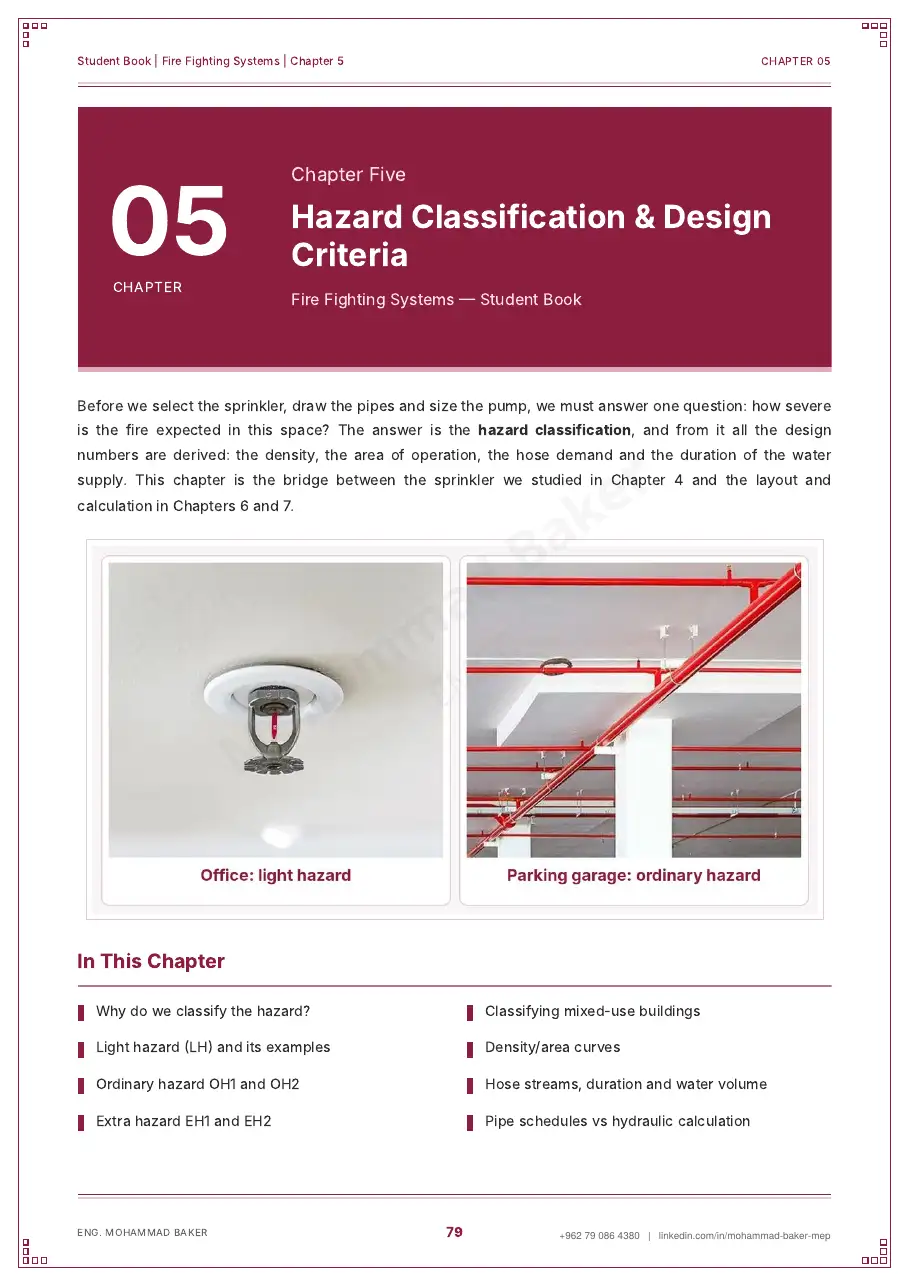 Student Book | Fire Fighting Systems | Chapter 5
CHAPTER 05
05
CHAPTER
Chapter Five
Hazard Classification & Design
Criteria
Fire Fighting Systems — Student Book
Before we select the sprinkler, draw the pipes and size the pump, we must answer one question: how severe
is the fire expected in this space? The answer is the hazard classification, and from it all the design
numbers are derived: the density, the area of operation, the hose demand and the duration of the water
supply. This chapter is the bridge between the sprinkler we studied in Chapter 4 and the layout and
calculation in Chapters 6 and 7.
Office: light hazard
Parking garage: ordinary hazard
In This Chapter
Why do we classify the hazard?
Light hazard (LH) and its examples
Ordinary hazard OH1 and OH2
Extra hazard EH1 and EH2
Classifying mixed-use buildings
Density/area curves
Hose streams, duration and water volume
Pipe schedules vs hydraulic calculation
ENG. MOHAMMAD BAKER
79
+962 79 086 4380 | linkedin.com/in/mohammad-baker-mep